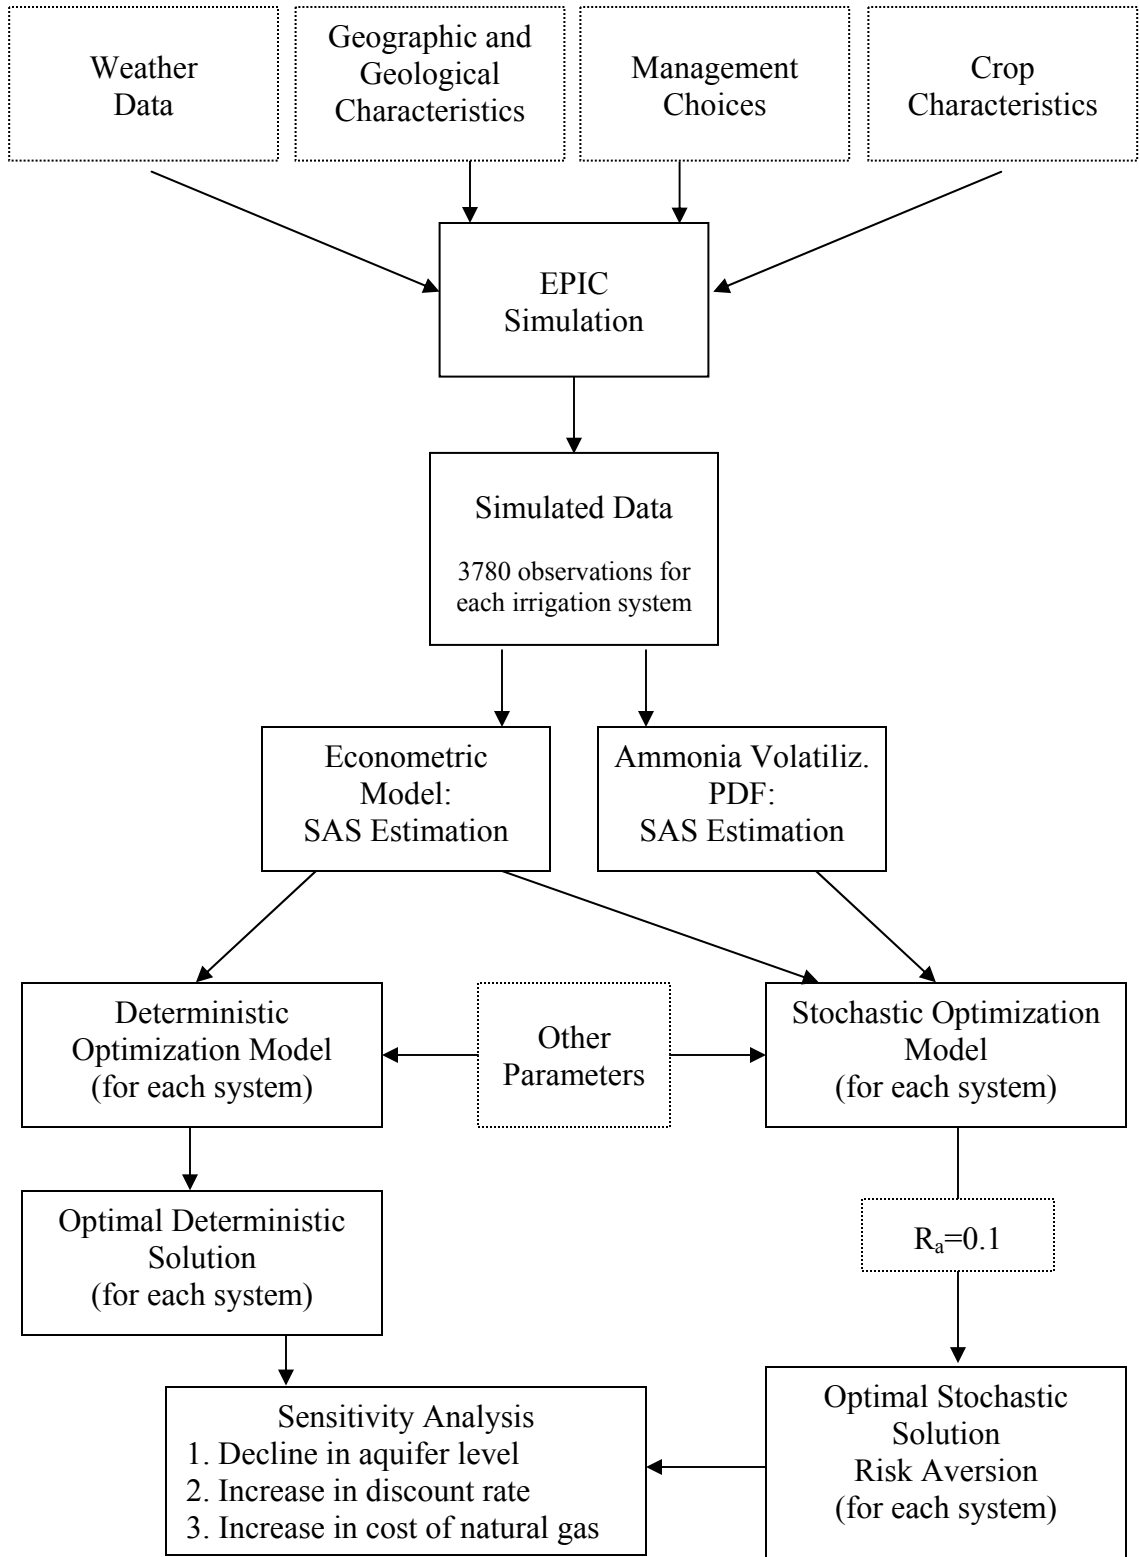 Weather
Data
Geographic and
Geological
Characteristics
Management
Choices
Crop
Characteristics
EPIC
Simulation
Simulated Data
3780 observations for
each irrigation system
Econometric
Model:
SAS Estimation
Ammonia Volatiliz.
PDF:
SAS Estimation
Deterministic
Optimization Model
(for each system)
Other
Parameters
Stochastic Optimization
Model
(for each system)
Optimal Deterministic
Solution
(for each system)
Rₐ=0.1
Sensitivity Analysis
1. Decline in aquifer level
2. Increase in discount rate
3. Increase in cost of natural gas
Optimal Stochastic
Solution
Risk Aversion
(for each system)